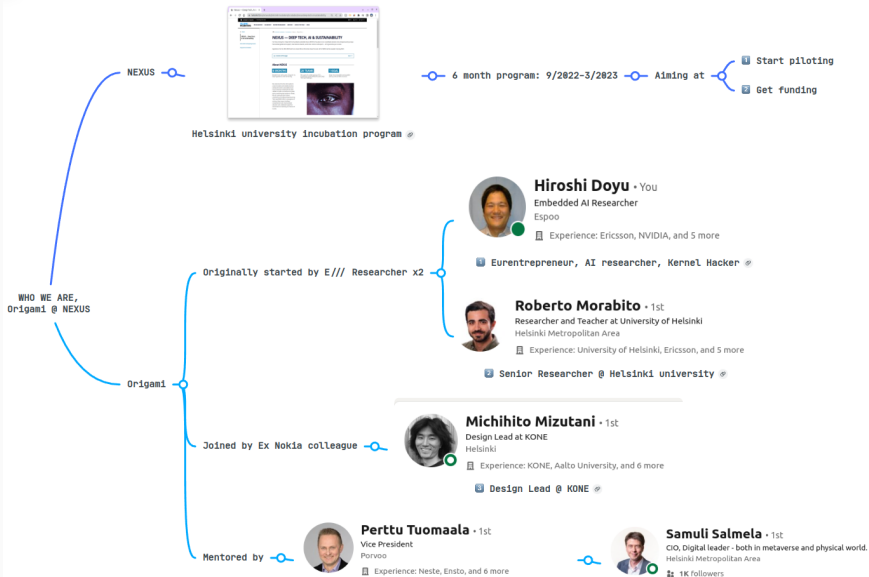 NEXUS
NEXUS — DEEP TECH, AI & SUSTAINABILITY
Helsinki university incubation program
6 month program: 9/2022-3/2023
Aiming at
1 Start piloting
2 Get funding
WHO WE ARE,
Origami @ NEXUS
Origami
Originally started by E/// Researcher x2
Hiroshi Doyu • You
Embedded AI Researcher
Espoo
Experience: Ericsson, NVIDIA, and 5 more
1 Eurentrepreneur, AI researcher, Kernel Hacker
Roberto Morabito • 1st
Researcher and Teacher at University of Helsinki
Helsinki Metropolitan Area
Experience: University of Helsinki, Ericsson, and 5 more
2 Senior Researcher @ Helsinki university
Joined by Ex Nokia colleague
Michihito Mizutani • 1st
Design Lead at KONE
Helsinki
Experience: KONE, Aalto University, and 6 more
3 Design Lead @ KONE
Mentored by
Perttu Tuomaala • 1st
Vice President
Porvoo
Experience: Neste, Ensto, and 6 more
Samuli Salmela • 1st
CIO, Digital leader - both in metaverse and physical world.
Helsinki Metropolitan Area
1K followers